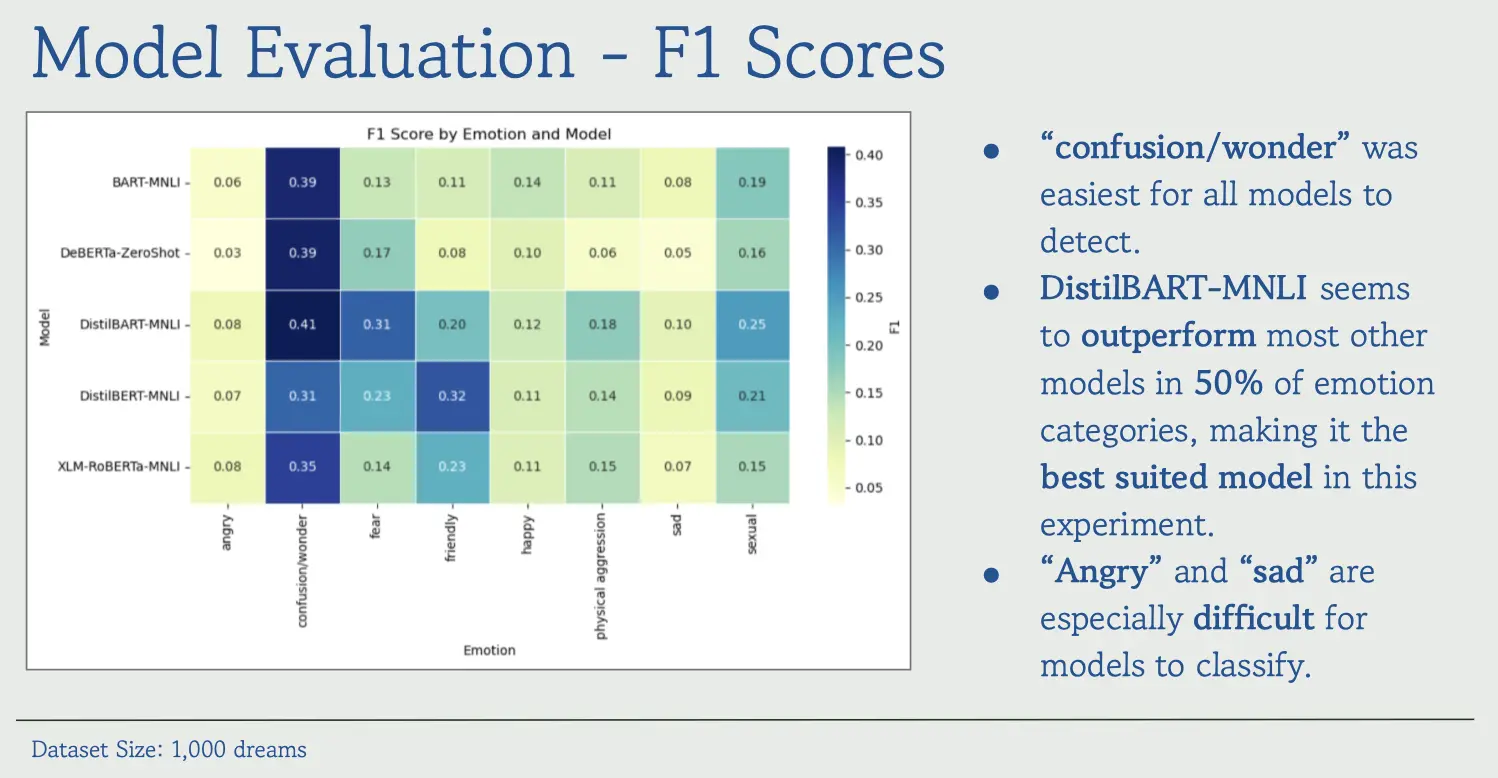 Model Evaluation - F1 Scores
F1 Score by Emotion and Model
Model
BART-MNLI 0.06 0.39 0.13 0.11 0.14 0.11 0.08 0.19
DeBERTa-ZeroShot 0.03 0.39 0.17 0.08 0.10 0.06 0.05 0.16
DistilBART-MNLI 0.08 0.41 0.31 0.20 0.12 0.18 0.10 0.25
DistilBERT-MNLI 0.07 0.31 0.23 0.32 0.11 0.14 0.09 0.21
XLM-RoBERTa-MNLI 0.08 0.35 0.14 0.23 0.11 0.15 0.07 0.15
angry confusion/wonder fear friendly happy physical aggression sad sexual
Emotion
0.40
0.35
0.30
0.25
0.20
0.15
0.10
0.05
F1
● “confusion/wonder” was
easiest for all models to
detect.
● DistilBART-MNLI seems
to outperform most other
models in 50% of emotion
categories, making it the
best suited model in this
experiment.
● “Angry” and “sad” are
especially difficult for
models to classify.
Dataset Size: 1,000 dreams